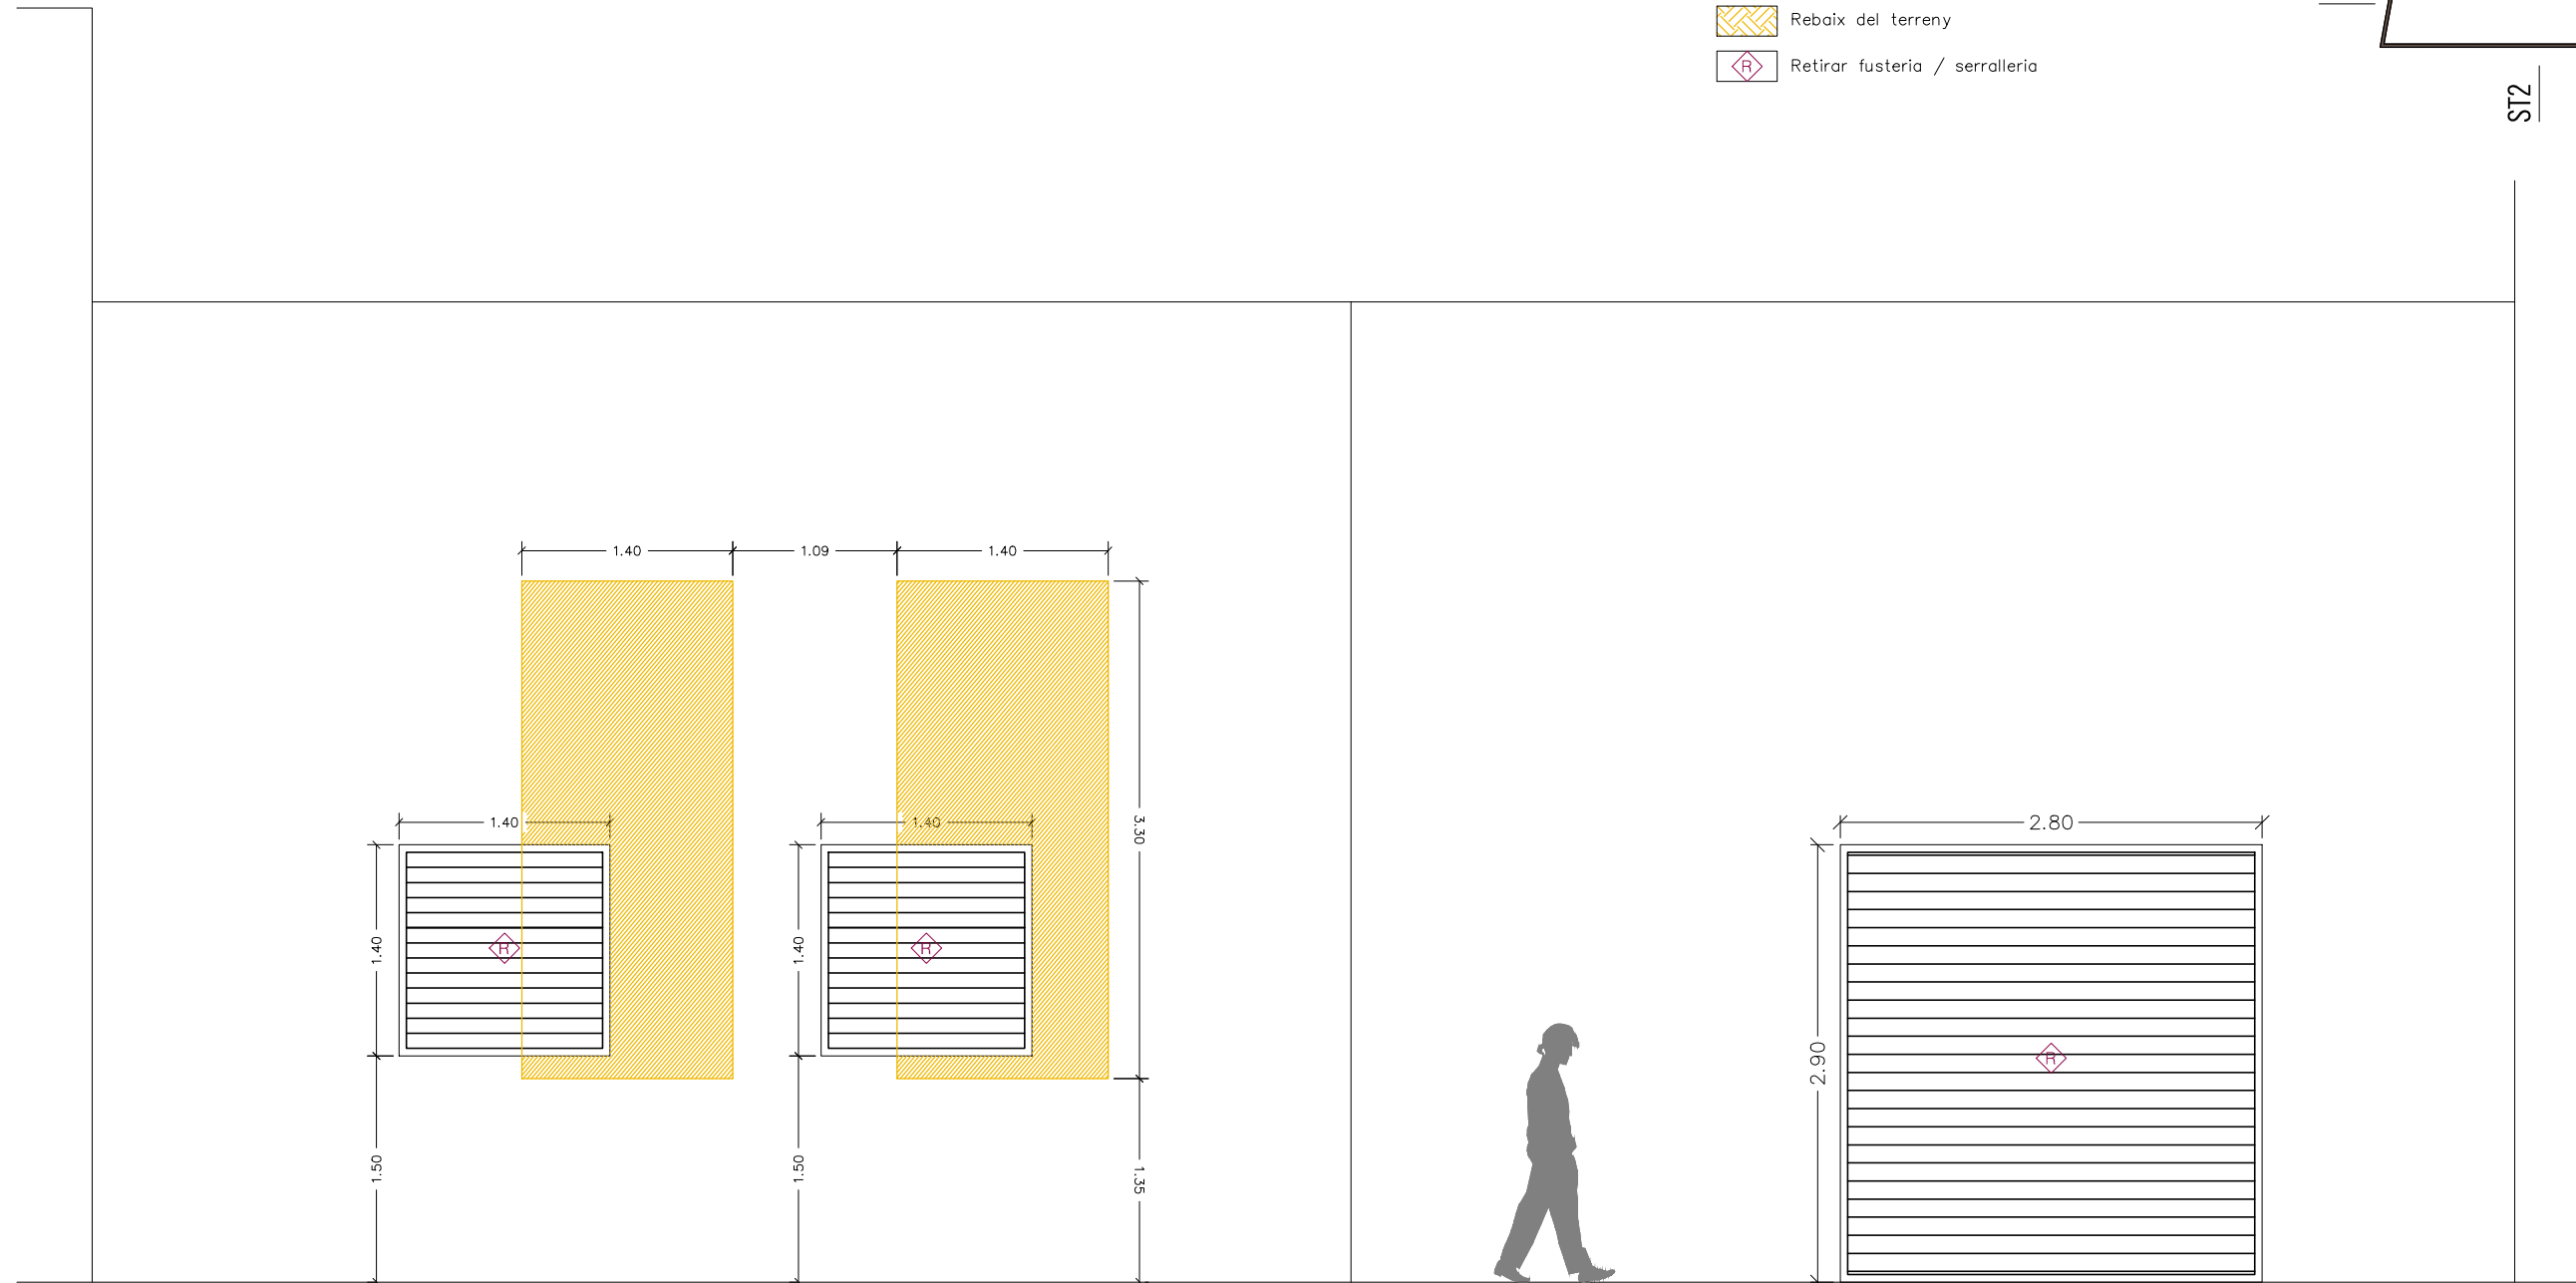 Rebaix del terreny
R Retirar fusteria / serralleria
ST2
1.40 1.09 1.40
1.40 1.40 3.30 2.80
1.40 R 1.40 R
2.90 R
1.50 1.50 1.35